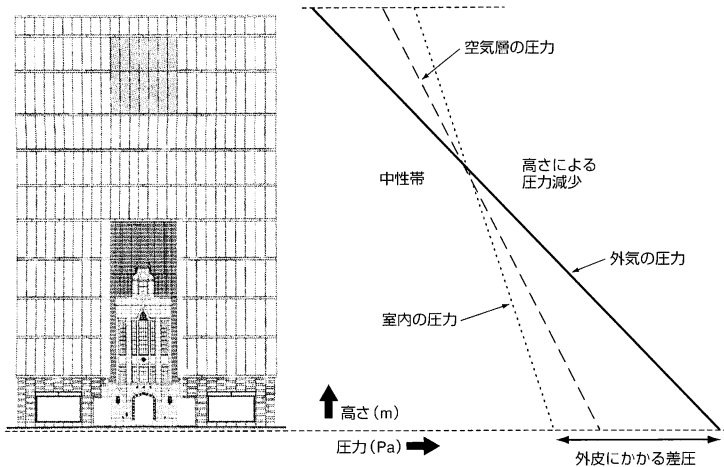 空気層の圧力
中性帯
高さによる
圧力減少
外気の圧力
室内の圧力
高さ(m)
圧力(Pa)
外皮にかかる差圧